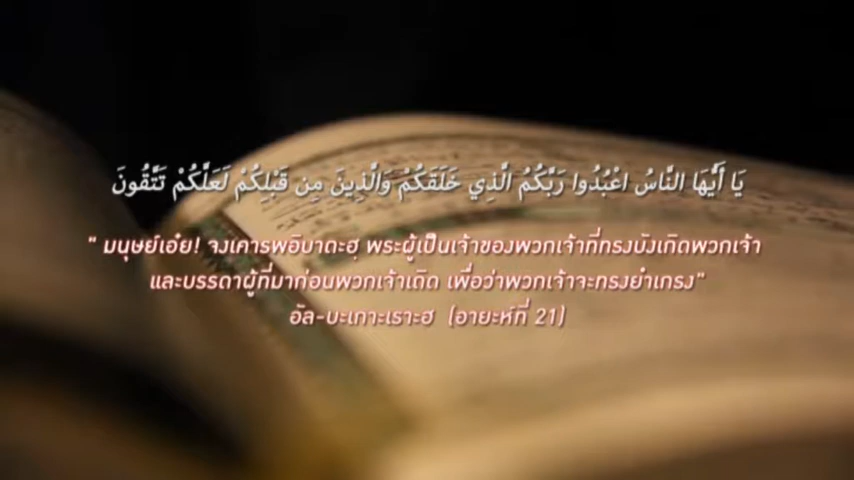 يَا أَيُّهَا النَّاسُ اعْبُدُوا رَبَّكُمُ الَّذِي خَلَقَكُمْ وَالَّذِينَ مِن قَبْلِكُمْ لَعَلَّكُمْ تَتَّقُونَ
" มนุษย์เอ๋ย! จงเคารพอิบาดะฮฺ พระผู้เป็นเจ้าของพวกเจ้าที่ทรงบังเกิดพวกเจ้า
และบรรดาผู้ที่มาก่อนพวกเจ้าเถิด เพื่อว่าพวกเจ้าจะทรงยำเกรง"
อัล-บะเกาะเราะฮ (อายะห์ที่ 21)